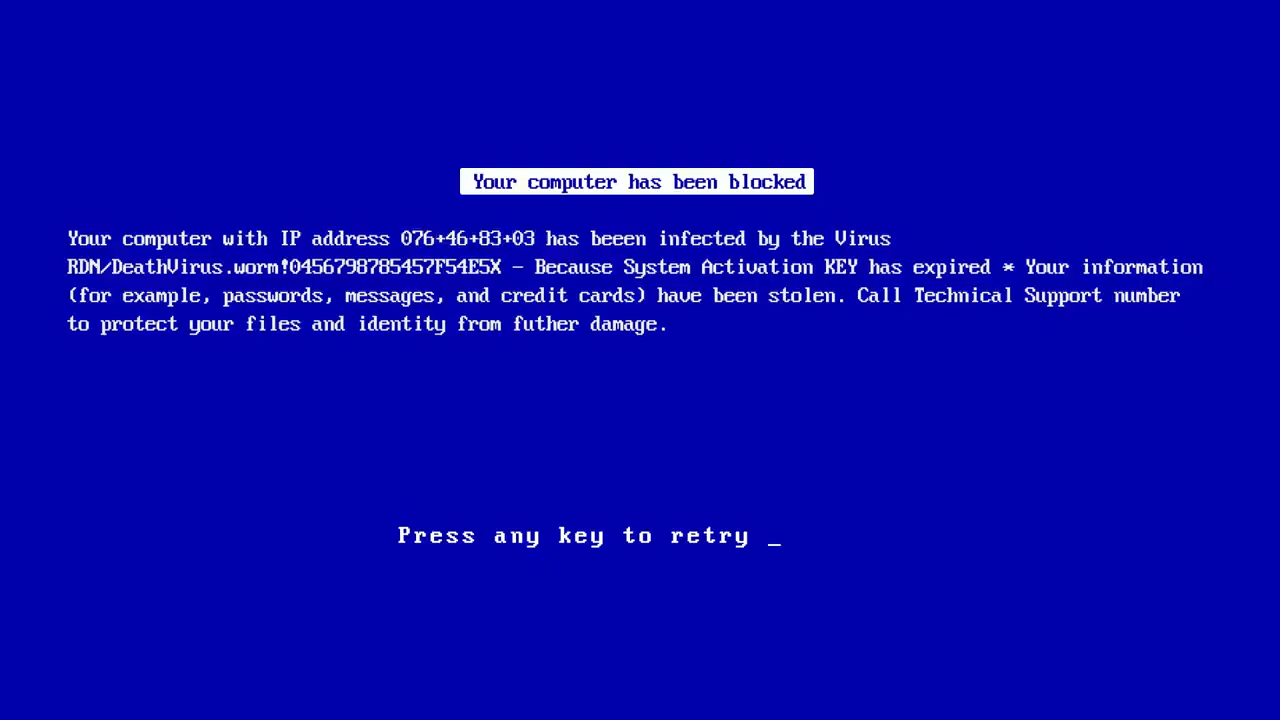 Your computer has been blocked
Your computer with IP address 076+46+83+03 has beeen infected by the Virus
RDN/DeathVirus.worm!0456798785457F54E5X - Because System Activation KEY has expired * Your information
(for example, passwords, messages, and credit cards) have been stolen. Call Technical Support number
to protect your files and identity from futher damage.
Press any key to retry _